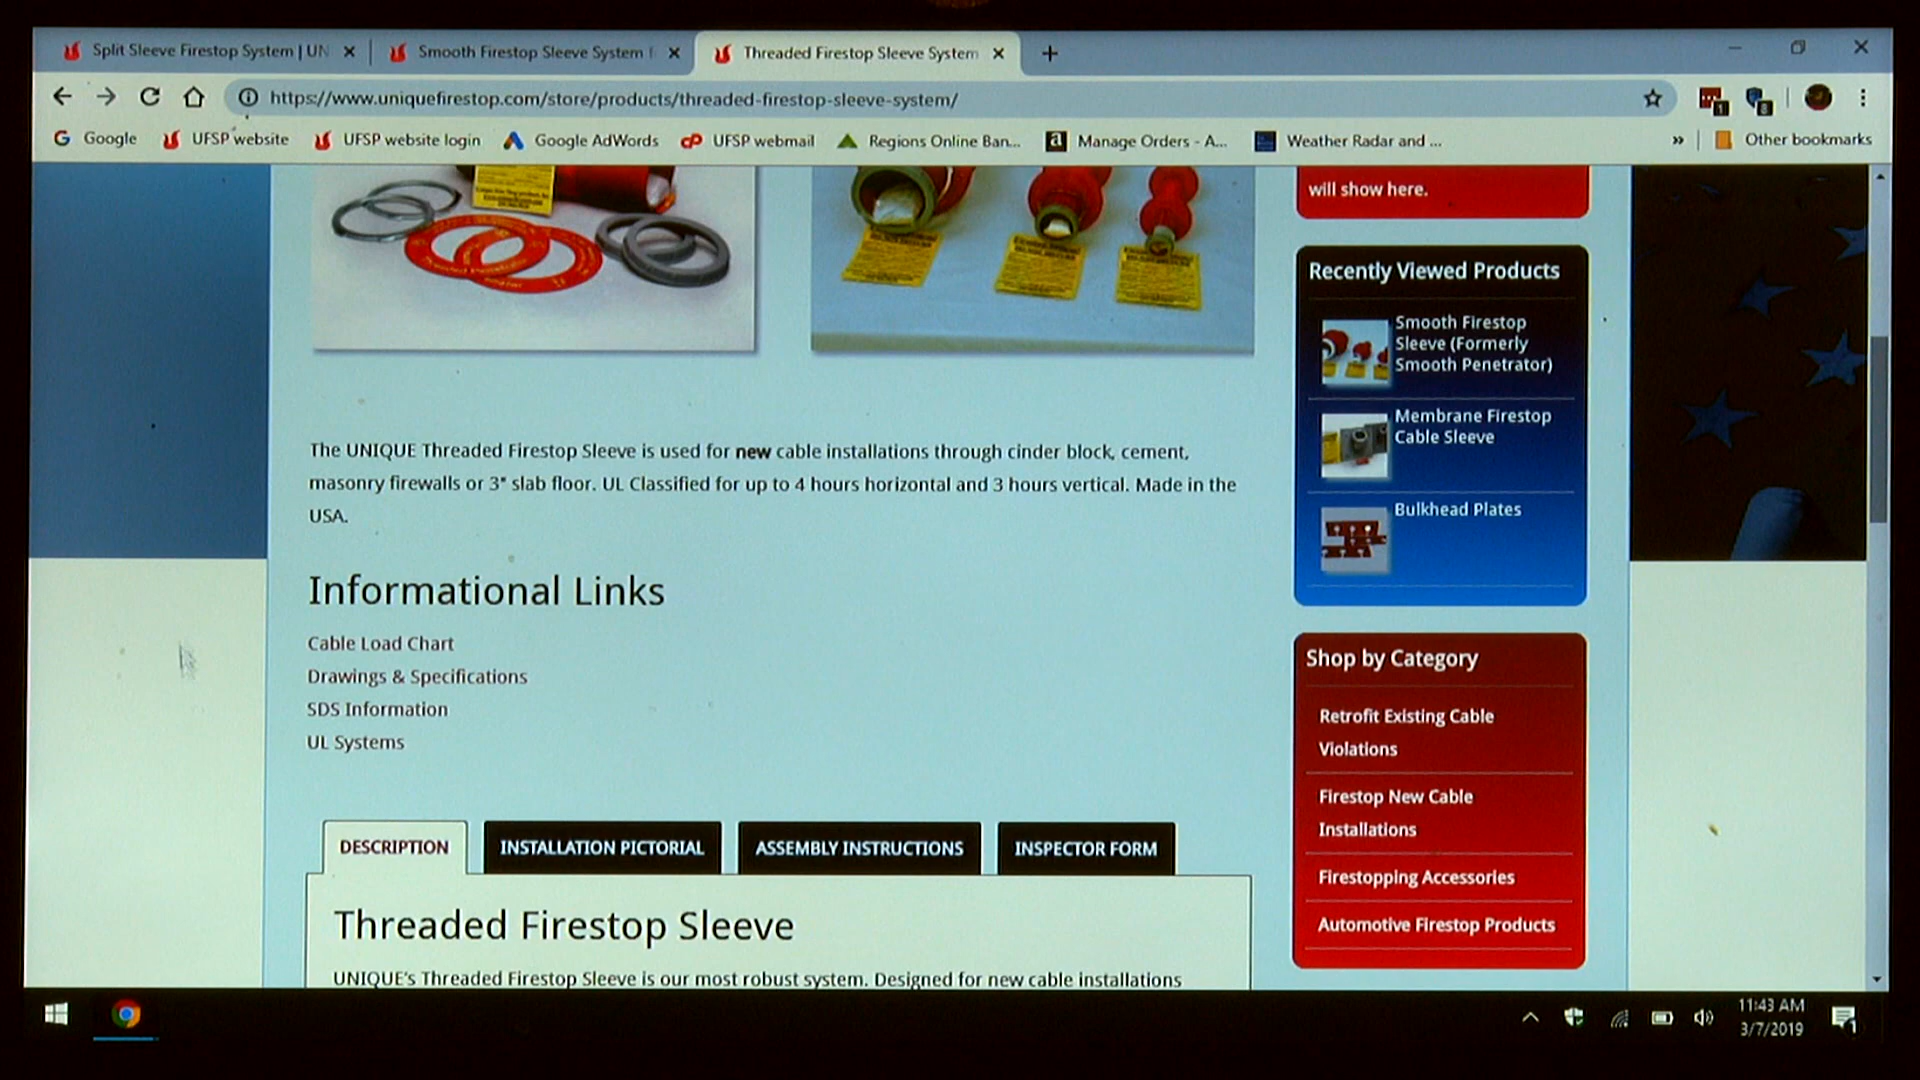 Split Sleeve Firestop System | UN
Smooth Firestop Sleeve System
Threaded Firestop Sleeve System
https://www.uniquefirestop.com/store/products/threaded-firestop-sleeve-system/
Google
UFSP website
UFSP website login
Google AdWords
UFSP webmail
Regions Online Ban...
Manage Orders - A...
Weather Radar and ...
Other bookmarks
will show here.
Recently Viewed Products
Smooth Firestop
Sleeve (Formerly
Smooth Penetrator)
Membrane Firestop
Cable Sleeve
Bulkhead Plates
The UNIQUE Threaded Firestop Sleeve is used for new cable installations through cinder block, cement,
masonry firewalls or 3" slab floor. UL Classified for up to 4 hours horizontal and 3 hours vertical. Made in the
USA.
Informational Links
Cable Load Chart
Drawings & Specifications
SDS Information
UL Systems
Shop by Category
Retrofit Existing Cable
Violations
Firestop New Cable
Installations
Firestopping Accessories
Automotive Firestop Products
DESCRIPTION
INSTALLATION PICTORIAL
ASSEMBLY INSTRUCTIONS
INSPECTOR FORM
Threaded Firestop Sleeve
UNIQUE's Threaded Firestop Sleeve is our most robust system. Designed for new cable installations
11:43 AM
3/7/2019